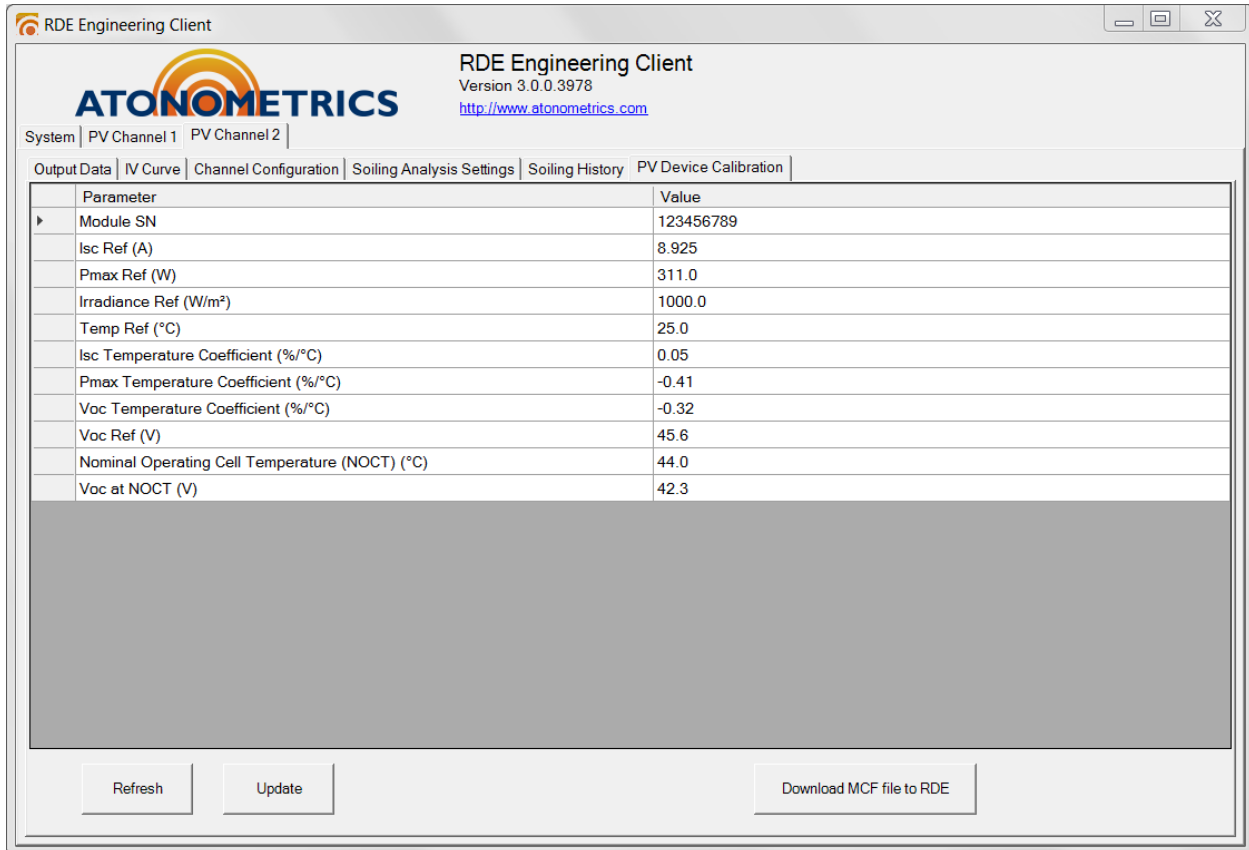 RDE Engineering Client
ATONOMETRICS
RDE Engineering Client
Version 3.0.0.3978
http://www.atonometrics.com
System PV Channel 1 PV Channel 2
Output Data IV Curve Channel Configuration Soiling Analysis Settings Soiling History PV Device Calibration
Parameter Value
Module SN 123456789
Isc Ref (A) 8.925
Pmax Ref (W) 311.0
Irradiance Ref (W/m²) 1000.0
Temp Ref (°C) 25.0
Isc Temperature Coefficient (%/°C) 0.05
Pmax Temperature Coefficient (%/°C) -0.41
Voc Temperature Coefficient (%/°C) -0.32
Voc Ref (V) 45.6
Nominal Operating Cell Temperature (NOCT) (°C) 44.0
Voc at NOCT (V) 42.3
Refresh Update Download MCF file to RDE